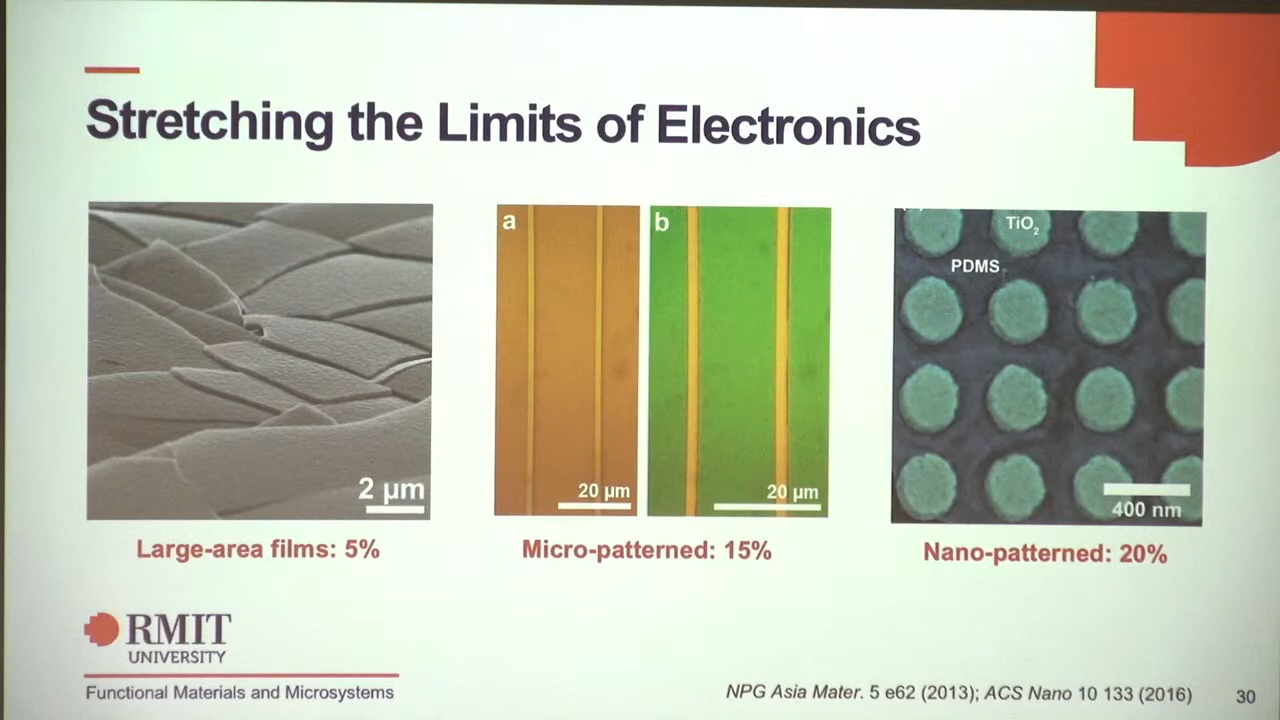 Stretching the Limits of Electronics
2 µm
a
20 µm
b
20 µm
TiO2
PDMS
400 nm
Large-area films: 5%
Micro-patterned: 15%
Nano-patterned: 20%
RMIT
UNIVERSITY
Functional Materials and Microsystems
NPG Asia Mater. 5 e62 (2013); ACS Nano 10 133 (2016)
30